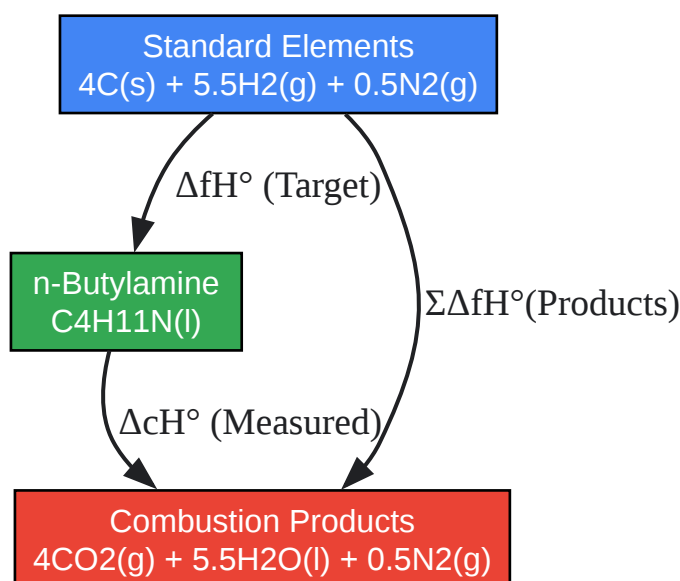 Standard Elements
4C(s) + 5.5H2(g) + 0.5N2(g)
ΔfH° (Target)
n-Butylamine
C4H11N(l)
ΣΔfH°(Products)
ΔcH° (Measured)
Combustion Products
4CO2(g) + 5.5H2O(l) + 0.5N2(g)